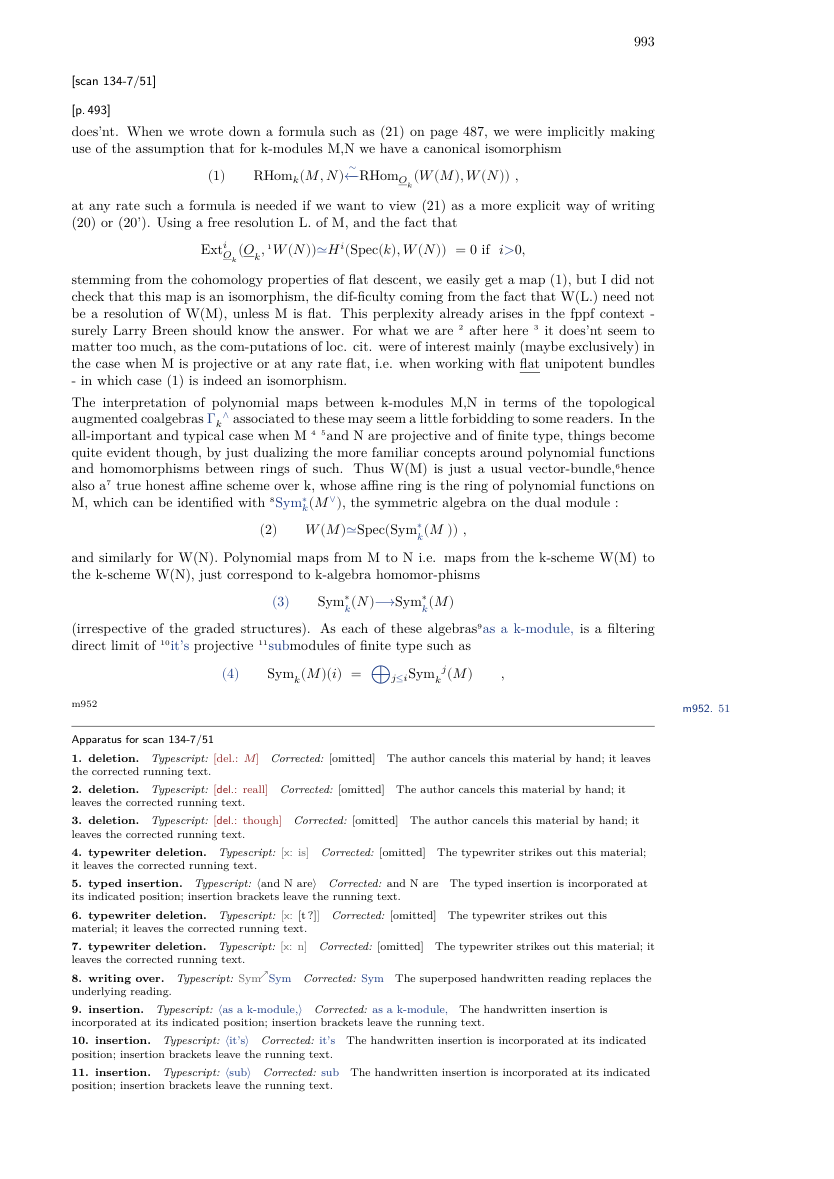 993
[scan 134-7/51]
[p. 493]
does'nt. When we wrote down a formula such as (21) on page 487, we were implicitly making
use of the assumption that for k-modules M,N we have a canonical isomorphism
(1) RHom_k(M, N) ⥲← RHom_{O_k}(W(M), W(N)) ,
at any rate such a formula is needed if we want to view (21) as a more explicit way of writing
(20) or (20'). Using a free resolution L. of M, and the fact that
Ext^i_{O_k}(O_k, ¹W(N))≃H^i(Spec(k), W(N)) = 0 if i>0,
stemming from the cohomology properties of flat descent, we easily get a map (1), but I did not
check that this map is an isomorphism, the dif-ficulty coming from the fact that W(L.) need not
be a resolution of W(M), unless M is flat. This perplexity already arises in the fppf context -
surely Larry Breen should know the answer. For what we are ² after here ³ it does'nt seem to
matter too much, as the com-putations of loc. cit. were of interest mainly (maybe exclusively) in
the case when M is projective or at any rate flat, i.e. when working with flat unipotent bundles
- in which case (1) is indeed an isomorphism.
The interpretation of polynomial maps between k-modules M,N in terms of the topological
augmented coalgebras Γ_k^∧ associated to these may seem a little forbidding to some readers. In the
all-important and typical case when M ⁴ ⁵and N are projective and of finite type, things become
quite evident though, by just dualizing the more familiar concepts around polynomial functions
and homomorphisms between rings of such. Thus W(M) is just a usual vector-bundle,⁶hence
also a⁷ true honest affine scheme over k, whose affine ring is the ring of polynomial functions on
M, which can be identified with ⁸Sym*_k(M^∨), the symmetric algebra on the dual module :
(2) W(M)≃Spec(Sym*_k(M )) ,
and similarly for W(N). Polynomial maps from M to N i.e. maps from the k-scheme W(M) to
the k-scheme W(N), just correspond to k-algebra homomor-phisms
(3) Sym*_k(N)⟶Sym*_k(M)
(irrespective of the graded structures). As each of these algebras⁹as a k-module, is a filtering
direct limit of ¹⁰it's projective ¹¹submodules of finite type such as
(4) Sym_k(M)(i) = ⊕_{j≤i}Sym_k^j(M) ,
m952
m952. 51
Apparatus for scan 134-7/51
1. deletion. Typescript: [del.: M] Corrected: [omitted] The author cancels this material by hand; it leaves
the corrected running text.
2. deletion. Typescript: [del.: reall] Corrected: [omitted] The author cancels this material by hand; it
leaves the corrected running text.
3. deletion. Typescript: [del.: though] Corrected: [omitted] The author cancels this material by hand; it
leaves the corrected running text.
4. typewriter deletion. Typescript: [x: is] Corrected: [omitted] The typewriter strikes out this material;
it leaves the corrected running text.
5. typed insertion. Typescript: ⟨and N are⟩ Corrected: and N are The typed insertion is incorporated at
its indicated position; insertion brackets leave the running text.
6. typewriter deletion. Typescript: [x: [t ?]] Corrected: [omitted] The typewriter strikes out this
material; it leaves the corrected running text.
7. typewriter deletion. Typescript: [x: n] Corrected: [omitted] The typewriter strikes out this material; it
leaves the corrected running text.
8. writing over. Typescript: Sym↗Sym Corrected: Sym The superposed handwritten reading replaces the
underlying reading.
9. insertion. Typescript: ⟨as a k-module,⟩ Corrected: as a k-module, The handwritten insertion is
incorporated at its indicated position; insertion brackets leave the running text.
10. insertion. Typescript: ⟨it's⟩ Corrected: it's The handwritten insertion is incorporated at its indicated
position; insertion brackets leave the running text.
11. insertion. Typescript: ⟨sub⟩ Corrected: sub The handwritten insertion is incorporated at its indicated
position; insertion brackets leave the running text.